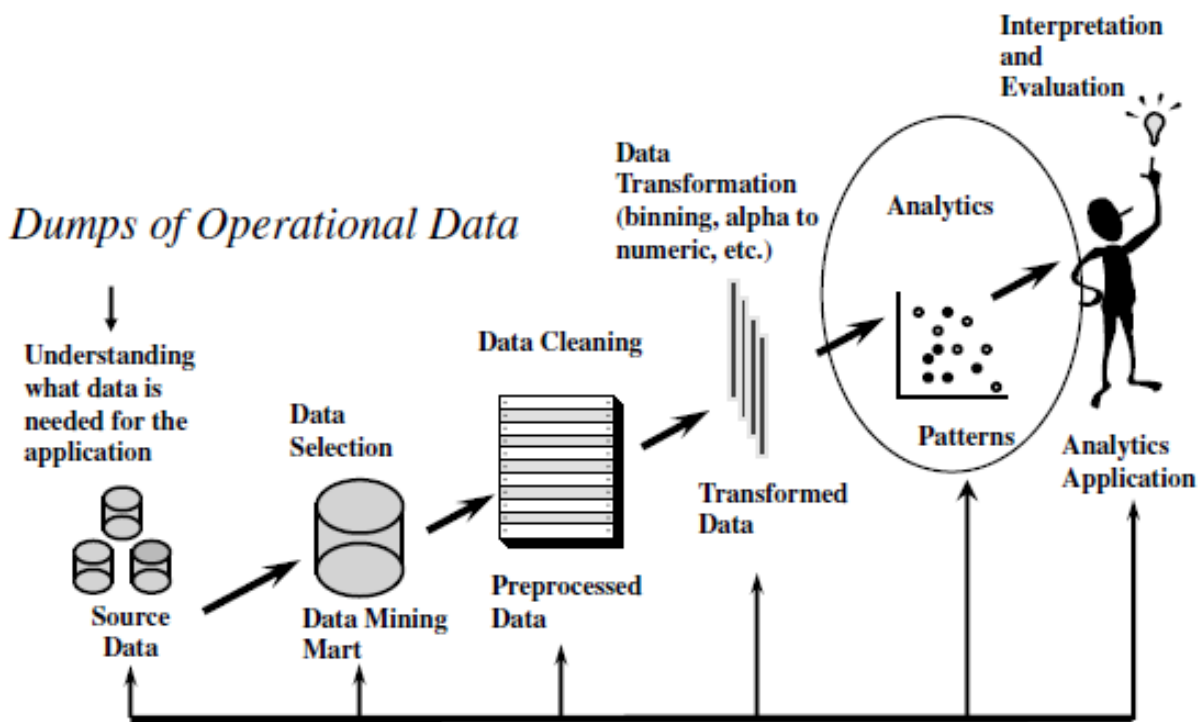 Dumps of Operational Data
Understanding
what data is
needed for the
application
Source
Data
Data
Selection
Data Mining
Mart
Data Cleaning
Preprocessed
Data
Data
Transformation
(binning, alpha to
numeric, etc.)
Transformed
Data
Analytics
Patterns
Interpretation
and
Evaluation
Analytics
Application